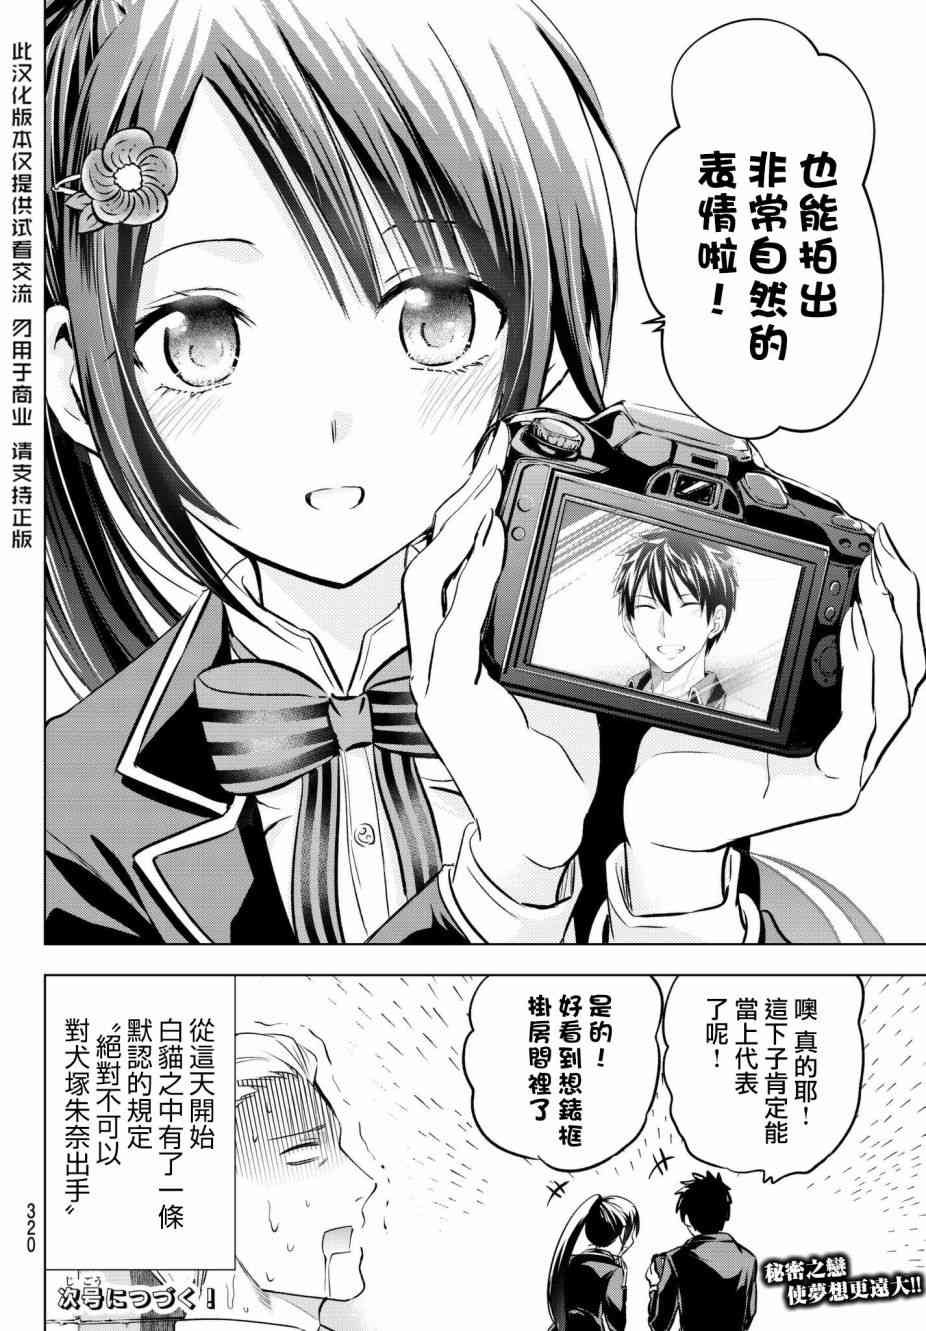 此汉化版本仅提供试看交流 勿用于商业 请支持正版
也能拍出
非常自然的
表情啦！
噢 真的耶！
這下子肯定能
當上代表
了呢！
是的！
好看到想錶框
掛房間裡了
從這天開始
白貓之中有了一條
默認的規定
〝絕對不可以
對犬塚朱奈出手〞
320
じごう
次号につづく！
秘密之戀
使夢想更遠大!!